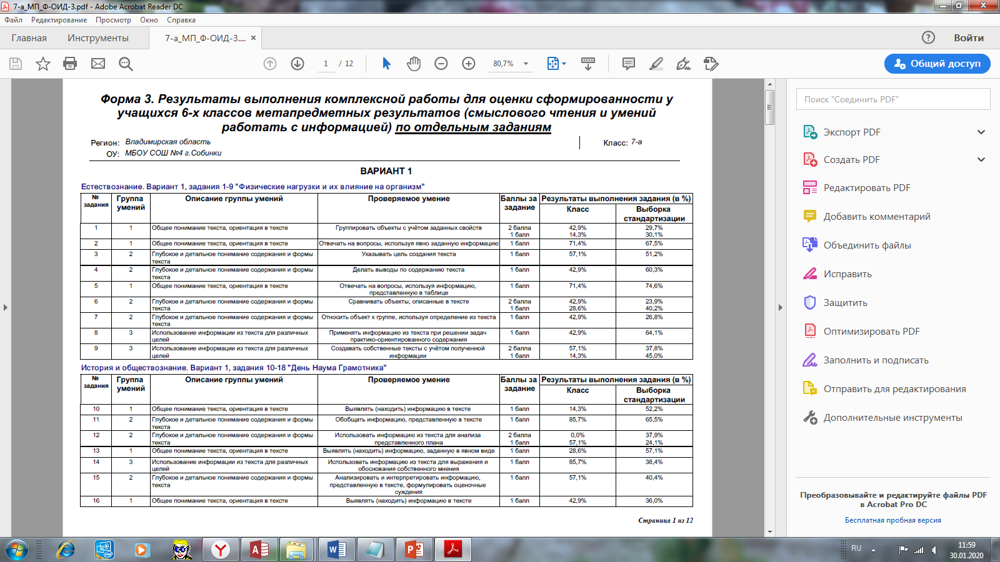 7-а_МП_Ф-ОИД-3.pdf - Adobe Acrobat Reader DC
Файл Редактирование Просмотр Окно Справка
Главная Инструменты 7-а_МП_Ф-ОИД-3.... × Войти
1 / 12 80,7% Общий доступ
Форма 3. Результаты выполнения комплексной работы для оценки сформированности у
учащихся 6-х классов метапредметных результатов (смыслового чтения и умений
работать с информацией) по отдельным заданиям
Регион: Владимирская область Класс: 7-а
ОУ: МБОУ СОШ №4 г.Собинки
ВАРИАНТ 1
Естествознание. Вариант 1, задания 1-9 "Физические нагрузки и их влияние на организм"
№ задания Группа умений Описание группы умений Проверяемое умение Баллы за задание Результаты выполнения задания (в %)
Класс Выборка стандартизации
1 1 Общее понимание текста, ориентация в тексте Группировать объекты с учётом заданных свойств 2 балла 42,9% 29,7%
1 балл 14,3% 30,1%
2 1 Общее понимание текста, ориентация в тексте Отвечать на вопросы, используя явно заданную информацию 1 балл 71,4% 67,5%
3 2 Глубокое и детальное понимание содержания и формы Указывать цель создания текста 1 балл 57,1% 51,2%
текста
4 2 Глубокое и детальное понимание содержания и формы Делать выводы по содержанию текста 1 балл 42,9% 60,3%
текста
5 1 Общее понимание текста, ориентация в тексте Отвечать на вопросы, используя информацию, 1 балл 71,4% 74,6%
представленную в таблице
6 2 Глубокое и детальное понимание содержания и формы Сравнивать объекты, описанные в тексте 2 балла 42,9% 23,9%
текста 1 балл 28,6% 40,2%
7 2 Глубокое и детальное понимание содержания и формы Относить объект к группе, используя определение из текста 1 балл 42,9% 26,8%
текста
8 3 Использование информации из текста для различных Применять информацию из текста при решении задач 1 балл 42,9% 64,1%
целей практико-ориентированного содержания
9 3 Использование информации из текста для различных Создавать собственные тексты с учётом полученной 2 балла 57,1% 37,8%
целей информации 1 балл 14,3% 45,0%
История и обществознание. Вариант 1, задания 10-18 "День Наума Грамотника"
№ задания Группа умений Описание группы умений Проверяемое умение Баллы за задание Результаты выполнения задания (в %)
Класс Выборка стандартизации
10 1 Общее понимание текста, ориентация в тексте Выявлять (находить) информацию в тексте 1 балл 14,3% 52,2%
11 2 Глубокое и детальное понимание содержания и формы Обобщать информацию, представленную в тексте 1 балл 85,7% 65,5%
текста
12 2 Глубокое и детальное понимание содержания и формы Использовать информацию из текста для анализа 2 балла 0,0% 37,9%
текста представленного плана 1 балл 57,1% 24,1%
13 1 Общее понимание текста, ориентация в тексте Выявлять (находить) информацию, заданную в явном виде 1 балл 28,6% 57,1%
14 3 Использование информации из текста для различных Использовать информацию из текста для выражения и 1 балл 85,7% 38,4%
целей обоснования собственного мнения
15 2 Глубокое и детальное понимание содержания и формы Анализировать и интерпретировать информацию, 1 балл 57,1% 40,4%
текста представленную в тексте, формулировать оценочные
суждения
16 1 Общее понимание текста, ориентация в тексте Выявлять (находить) информацию в тексте 1 балл 42,9% 36,0%
Страница 1 из 12
Поиск "Соединить PDF"
Экспорт PDF
Создать PDF
Редактировать PDF
Добавить комментарий
Объединить файлы
Исправить
Защитить
Оптимизировать PDF
Заполнить и подписать
Отправить для редактирования
Дополнительные инструменты
Преобразовывайте и редактируйте файлы PDF
в Acrobat Pro DC
Бесплатная пробная версия
RU 11:59
30.01.2020